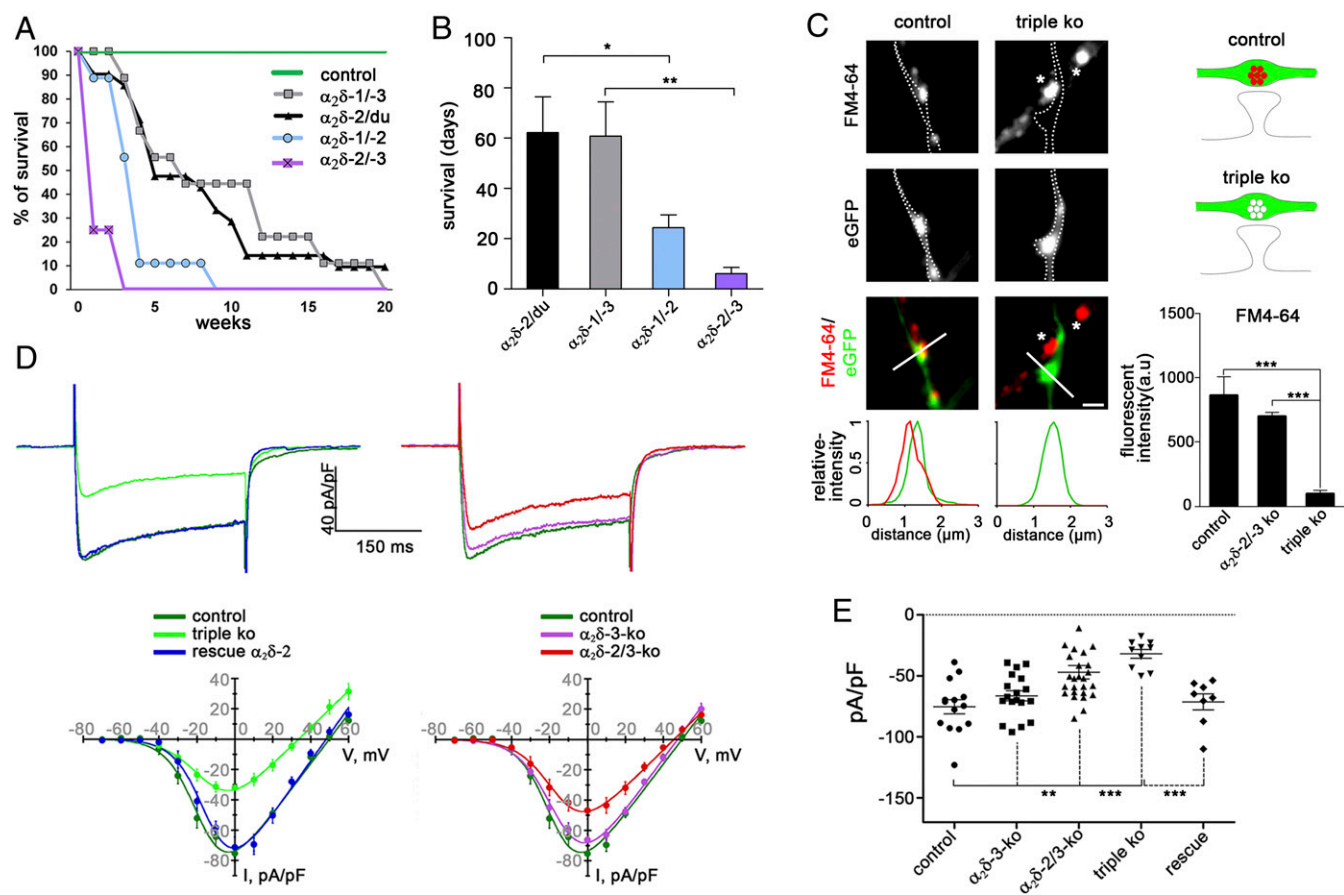 A
% of survival
100
90
80
70
60
50
40
30
20
10
0
0
5
10
15
20
weeks
control
α₂δ-1/-3
α₂δ-2/du
α₂δ-1/-2
α₂δ-2/-3
B
survival (days)
100
80
60
40
20
0
*
**
α₂δ-2/du
α₂δ-1/-3
α₂δ-1/-2
α₂δ-2/-3
C
control
triple ko
FM4-64
* *
eGFP
FM4-64/
eGFP
* *
relative-
intensity
1
0.5
0
0 1 2 3
distance (µm)
0 1 2 3
distance (µm)
control
triple ko
FM4-64
fluorescent
intensity(a.u)
1500
1000
500
0
***
***
control
α₂δ-2/-3 ko
triple ko
D
40 pA/pF
150 ms
control
triple ko
rescue α₂δ-2
40
20
-80 -60 -40 -20
20 40 60
V, mV
-20
-40
-60
-80
I, pA/pF
control
α₂δ-3-ko
α₂δ-2/3-ko
40
20
-80 -60 -40 -20
20 40 60
V, mV
-20
-40
-60
-80
I, pA/pF
E
pA/pF
0
-50
-100
-150
** *** ***
control
α₂δ-3-ko
α₂δ-2/3-ko
triple ko
rescue